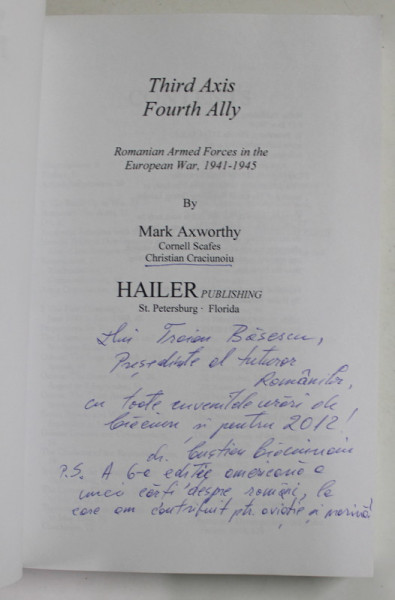 Third Axis
Fourth Ally
Romanian Armed Forces in the
European War, 1941-1945
By
Mark Axworthy
Cornell Scafes
Christian Craciunoiu
HAILER PUBLISHING
St. Petersburg · Florida
Dlui Traian Băsescu,
Președinte al tuturor
Românilor,
cu toate cuvenitele urări de
bine și pentru 2012!
dr. Cristian Crăciunoiu
P.S. A 6-a ediție americană a
unei cărți despre români, la
care am contribuit ptr. aviație și marină!